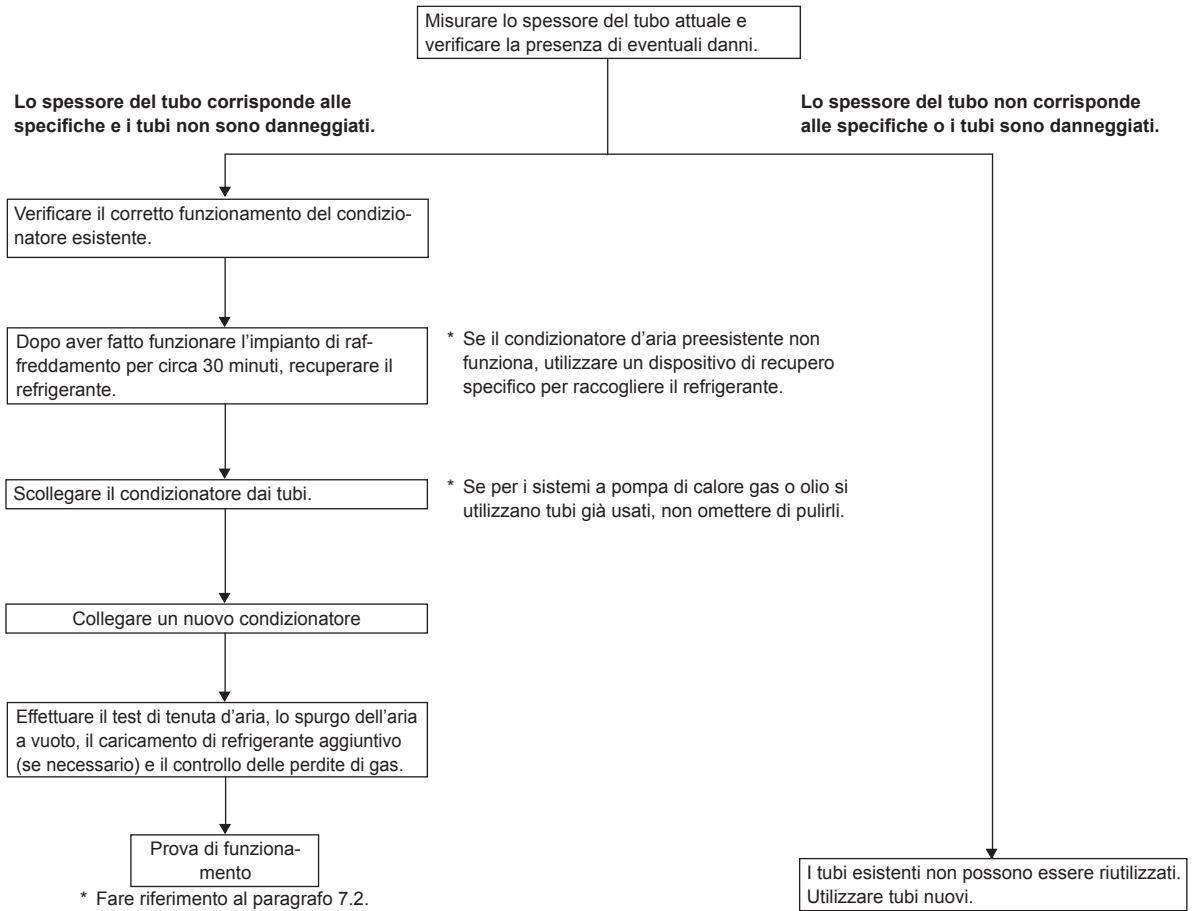 Misurare lo spessore del tubo attuale e
verificare la presenza di eventuali danni.
Lo spessore del tubo corrisponde alle
specifiche e i tubi non sono danneggiati.
Lo spessore del tubo non corrisponde
alle specifiche o i tubi sono danneggiati.
Verificare il corretto funzionamento del condizio-
natore esistente.
Dopo aver fatto funzionare l'impianto di raf-
freddamento per circa 30 minuti, recuperare il
refrigerante.
* Se il condizionatore d'aria preesistente non
funziona, utilizzare un dispositivo di recupero
specifico per raccogliere il refrigerante.
Scollegare il condizionatore dai tubi.
* Se per i sistemi a pompa di calore gas o olio si
utilizzano tubi già usati, non omettere di pulirli.
Collegare un nuovo condizionatore
Effettuare il test di tenuta d'aria, lo spurgo dell'aria
a vuoto, il caricamento di refrigerante aggiuntivo
(se necessario) e il controllo delle perdite di gas.
Prova di funziona-
mento
* Fare riferimento al paragrafo 7.2.
I tubi esistenti non possono essere riutilizzati.
Utilizzare tubi nuovi.